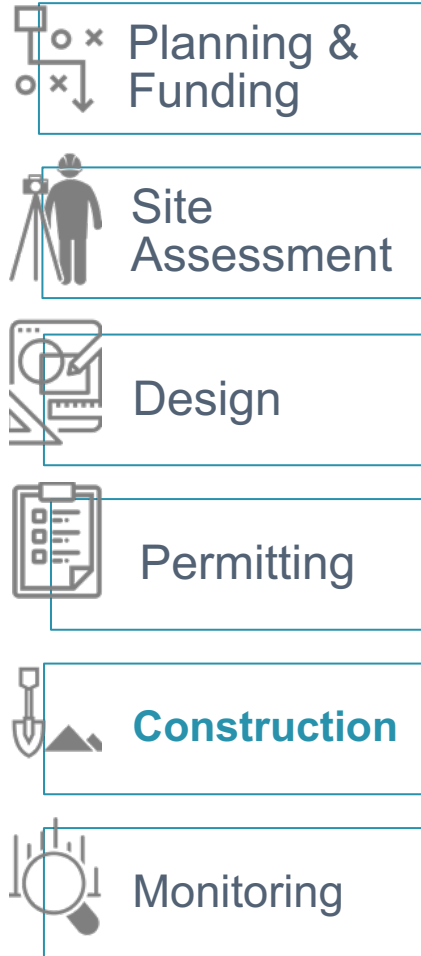 Planning &
Funding
Site
Assessment
Design
Permitting
Construction
Monitoring